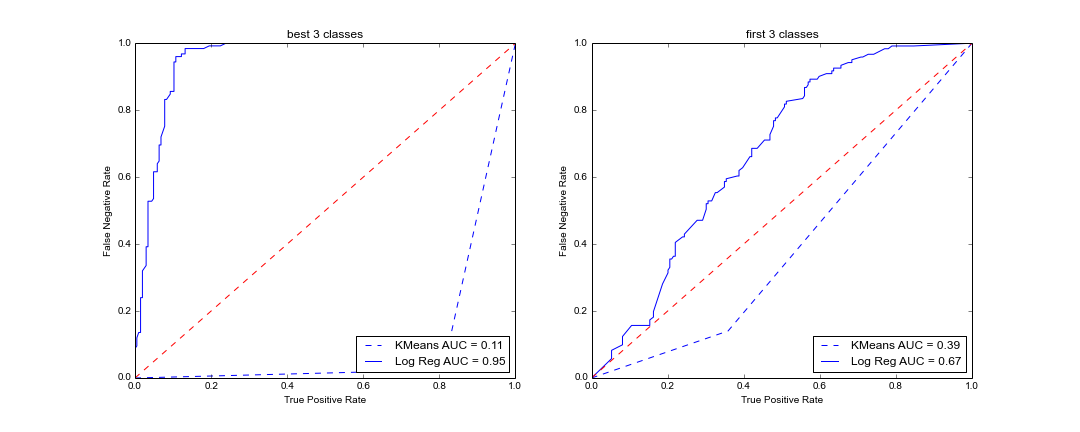 best 3 classes
1.0
0.8
0.6
0.4
0.2
0.0
False Negative Rate
0.0 0.2 0.4 0.6 0.8 1.0
True Positive Rate
KMeans AUC = 0.11
Log Reg AUC = 0.95
first 3 classes
1.0
0.8
0.6
0.4
0.2
0.0
False Negative Rate
0.0 0.2 0.4 0.6 0.8 1.0
True Positive Rate
KMeans AUC = 0.39
Log Reg AUC = 0.67